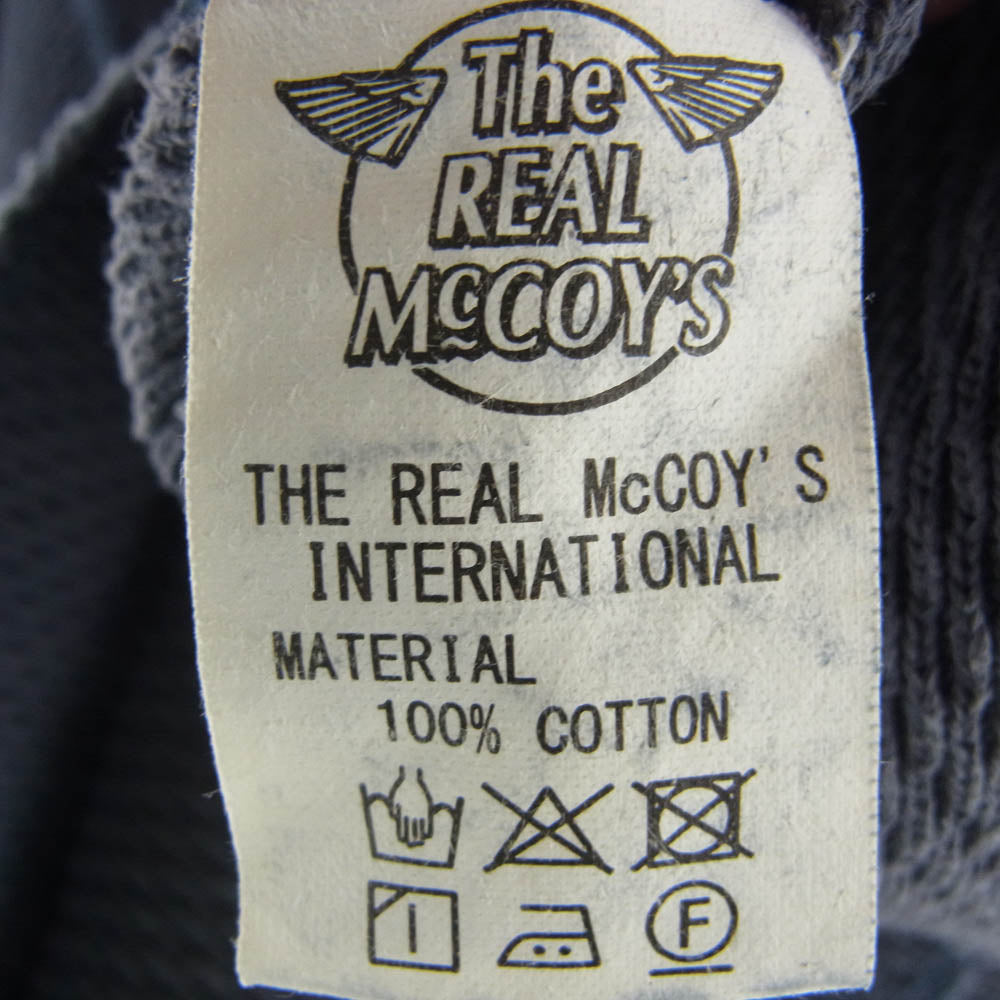 The
REAL
McCOY'S
THE REAL McCOY'S
INTERNATIONAL
MATERIAL
100% COTTON
F